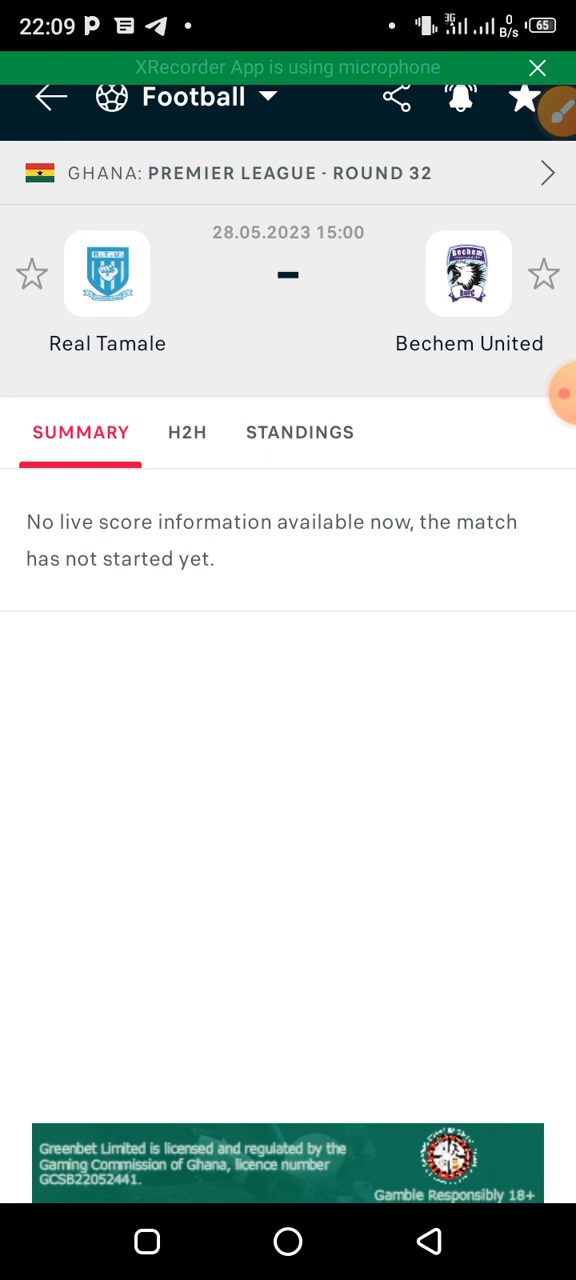 22:09
3G
0 B/s
65
XRecorder App is using microphone
Football
GHANA: PREMIER LEAGUE - ROUND 32
28.05.2023 15:00
-
Real Tamale
Bechem United
SUMMARY H2H STANDINGS
No live score information available now, the match
has not started yet.
Greenbet Limited is licensed and regulated by the
Gaming Commission of Ghana, licence number
GCSB22052441.
Gamble Responsibly 18+